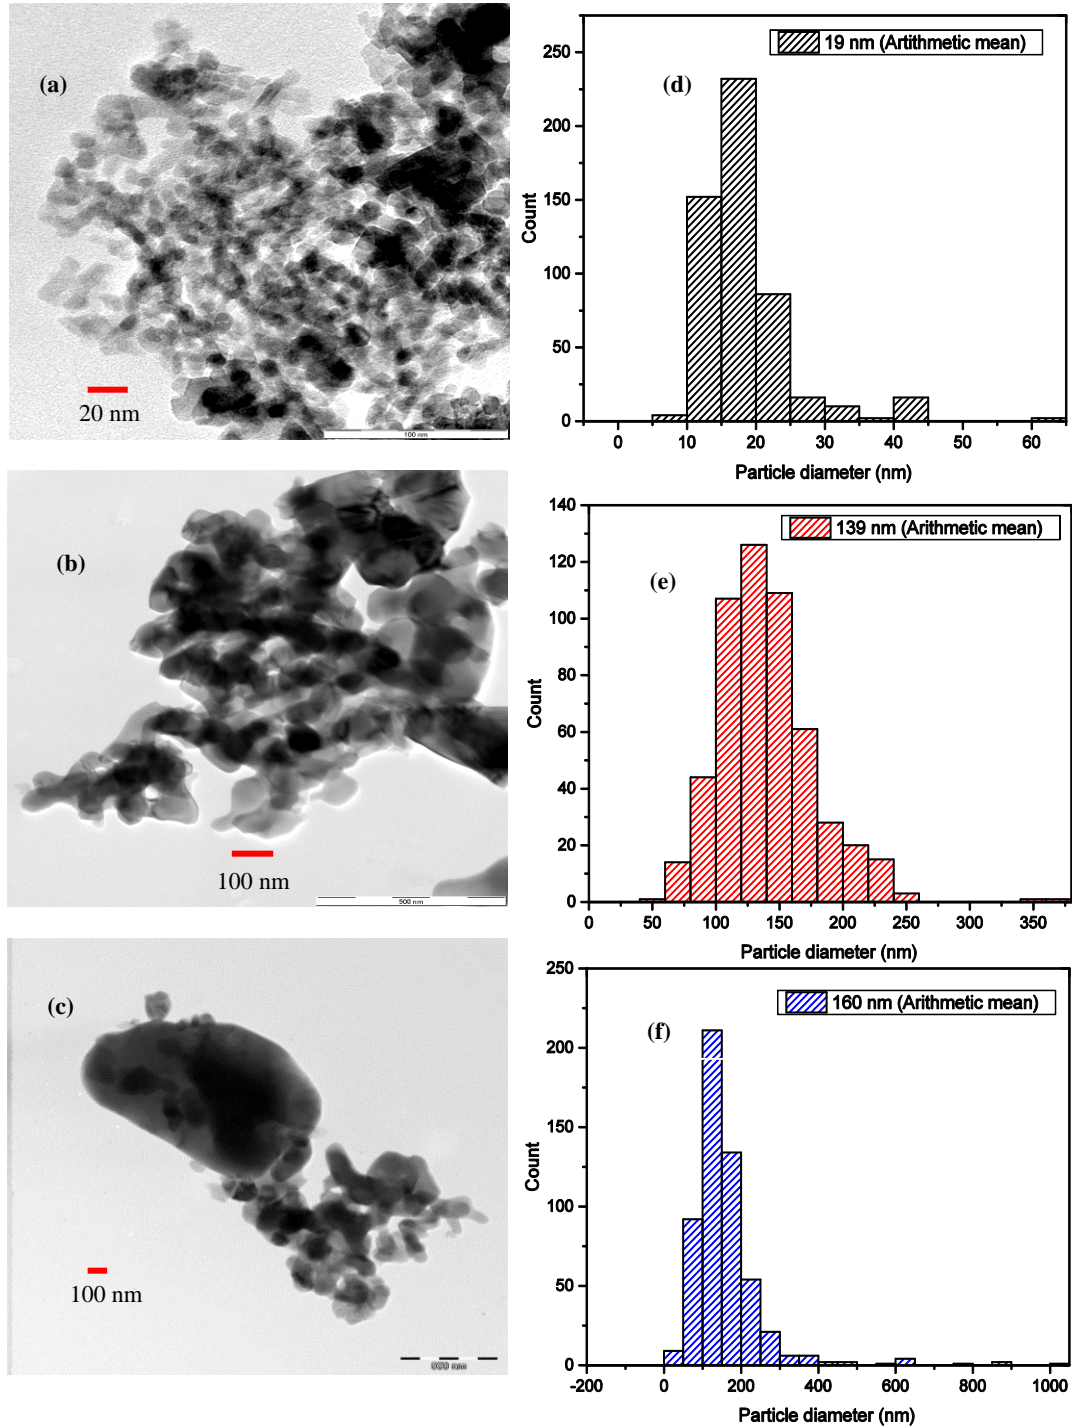 (a)
20 nm
100 nm
(d)
19 nm (Artithmetic mean)
Count
250
200
150
100
50
0
0 10 20 30 40 50 60
Particle diameter (nm)
(b)
100 nm
500 nm
(e)
139 nm (Arithmetic mean)
Count
140
120
100
80
60
40
20
0
0 50 100 150 200 250 300 350
Particle diameter (nm)
(c)
100 nm
(f)
160 nm (Arithmetic mean)
Count
250
200
150
100
50
0
-200 0 200 400 600 800 1000
Particle diameter (nm)